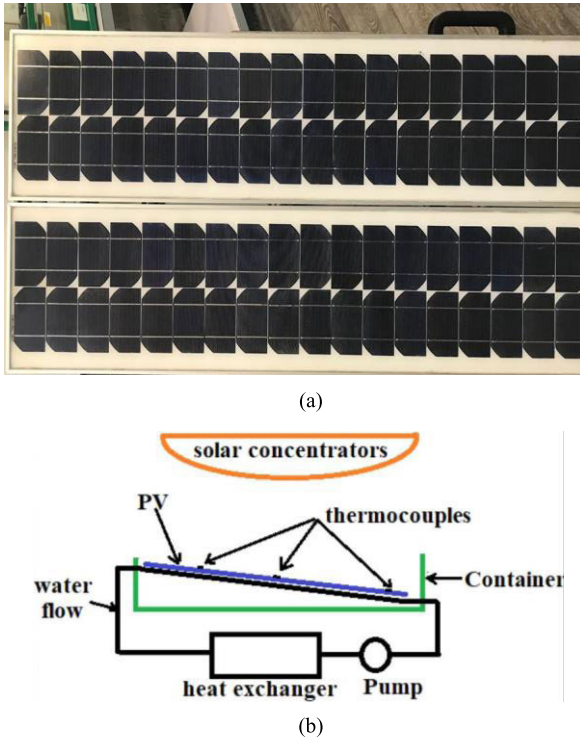 (a)
solar concentrators
PV
thermocouples
water
flow
Container
heat exchanger
Pump
(b)